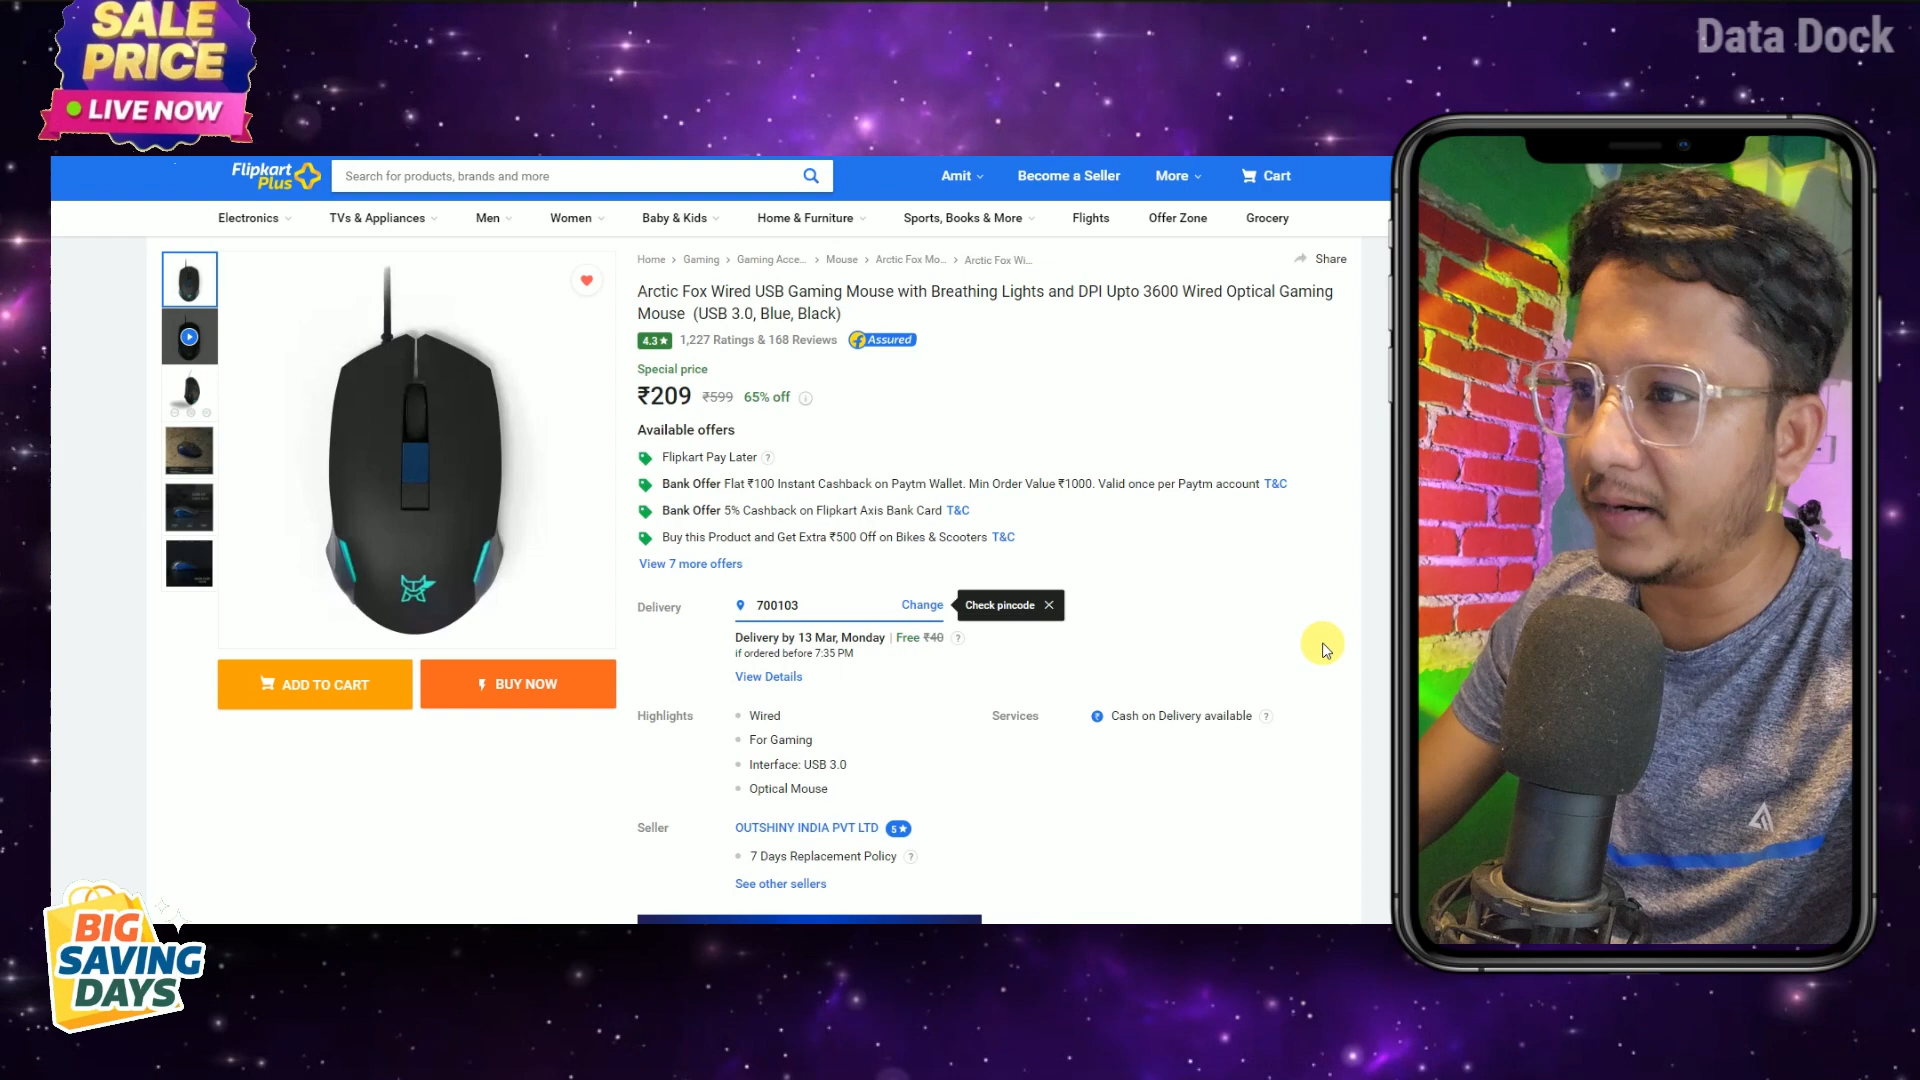 SALE
PRICE
LIVE NOW
Data Dock
Flipkart
Plus
Search for products, brands and more
Amit
Become a Seller
More
Cart
Electronics
TVs & Appliances
Men
Women
Baby & Kids
Home & Furniture
Sports, Books & More
Flights
Offer Zone
Grocery
Home
Gaming
Gaming Acce...
Mouse
Arctic Fox Mo...
Arctic Fox Wi...
Share
Arctic Fox Wired USB Gaming Mouse with Breathing Lights and DPI Upto 3600 Wired Optical Gaming
Mouse (USB 3.0, Blue, Black)
4.3★ 1,227 Ratings & 168 Reviews Assured
Special price
₹209 ₹599 65% off
Available offers
Flipkart Pay Later ?
Bank Offer Flat ₹100 Instant Cashback on Paytm Wallet. Min Order Value ₹1000. Valid once per Paytm account T&C
Bank Offer 5% Cashback on Flipkart Axis Bank Card T&C
Buy this Product and Get Extra ₹500 Off on Bikes & Scooters T&C
View 7 more offers
Delivery
700103
Change
Check pincode
Delivery by 13 Mar, Monday | Free ₹40 ?
if ordered before 7:35 PM
View Details
ADD TO CART
BUY NOW
Highlights
Wired
For Gaming
Interface: USB 3.0
Optical Mouse
Services
Cash on Delivery available ?
Seller
OUTSHINY INDIA PVT LTD 5★
7 Days Replacement Policy ?
See other sellers
BIG
SAVING
DAYS